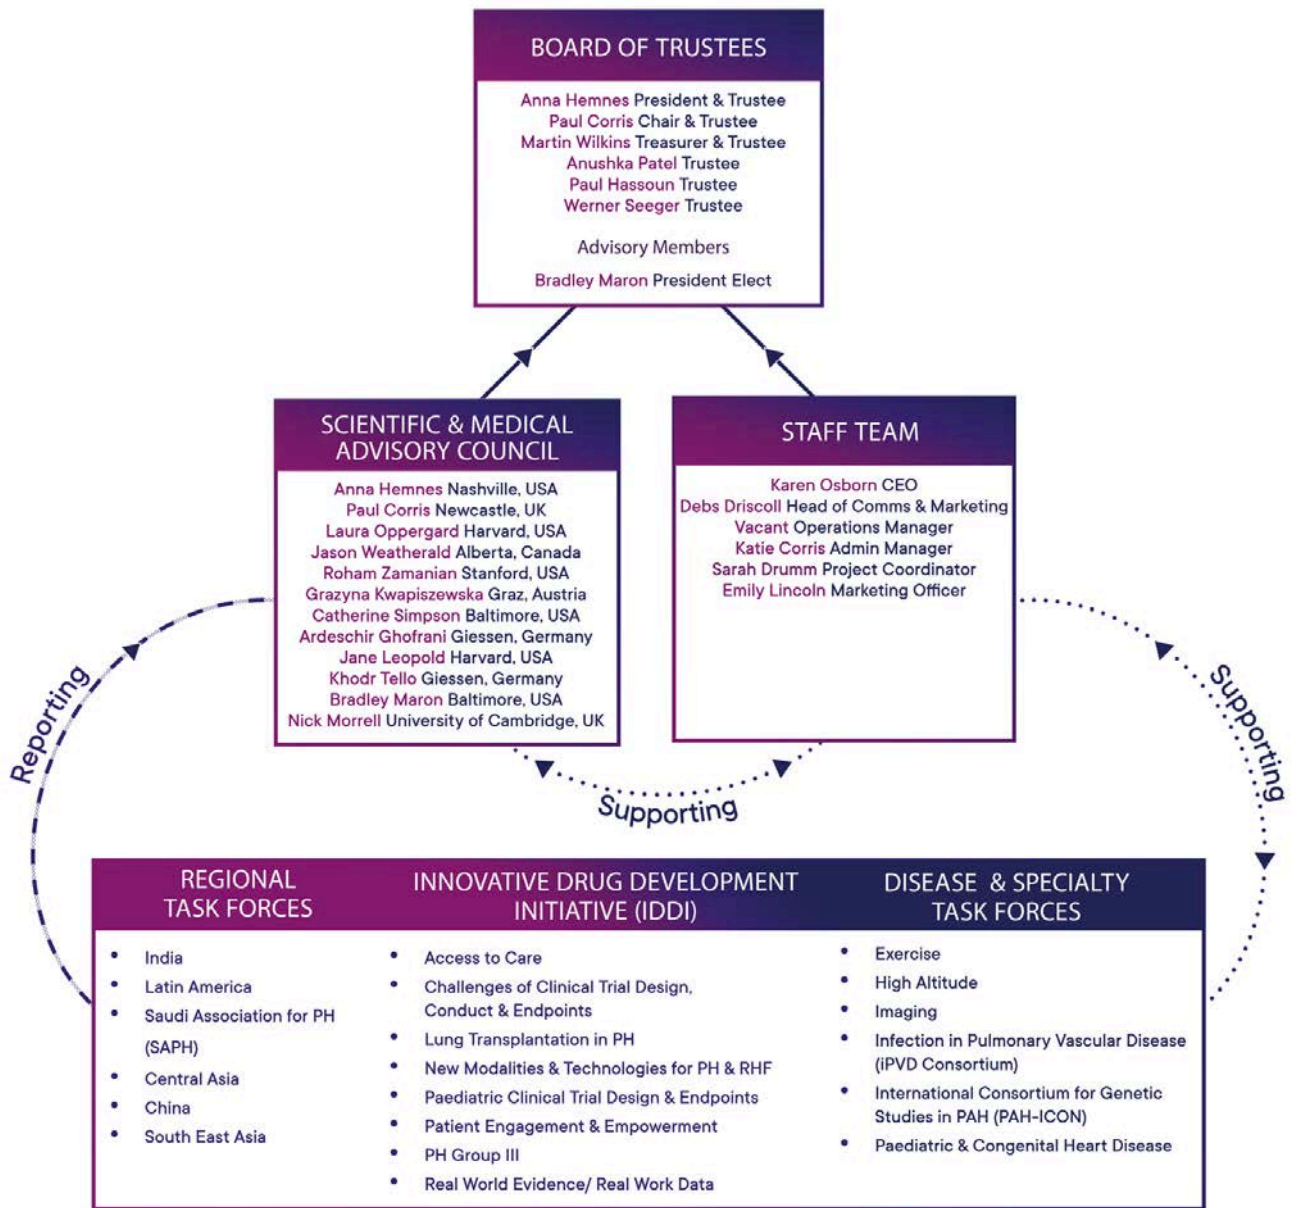 BOARD OF TRUSTEES
Anna Hemnes President & Trustee
Paul Corris Chair & Trustee
Martin Wilkins Treasurer & Trustee
Anushka Patel Trustee
Paul Hassoun Trustee
Werner Seeger Trustee
Advisory Members
Bradley Maron President Elect
SCIENTIFIC & MEDICAL
ADVISORY COUNCIL
Anna Hemnes Nashville, USA
Paul Corris Newcastle, UK
Laura Oppergard Harvard, USA
Jason Weatherald Alberta, Canada
Roham Zamanian Stanford, USA
Grazyna Kwapiszewska Graz, Austria
Catherine Simpson Baltimore, USA
Ardeschir Ghofrani Giessen, Germany
Jane Leopold Harvard, USA
Khodr Tello Giessen, Germany
Bradley Maron Baltimore, USA
Nick Morrell University of Cambridge, UK
STAFF TEAM
Karen Osborn CEO
Debs Driscoll Head of Comms & Marketing
Vacant Operations Manager
Katie Corris Admin Manager
Sarah Drumm Project Coordinator
Emily Lincoln Marketing Officer
Reporting
Supporting
Supporting
REGIONAL
TASK FORCES
• India
• Latin America
• Saudi Association for PH
(SAPH)
• Central Asia
• China
• South East Asia
INNOVATIVE DRUG DEVELOPMENT
INITIATIVE (IDDI)
• Access to Care
• Challenges of Clinical Trial Design,
Conduct & Endpoints
• Lung Transplantation in PH
• New Modalities & Technologies for PH & RHF
• Paediatric Clinical Trial Design & Endpoints
• Patient Engagement & Empowerment
• PH Group III
• Real World Evidence/ Real Work Data
DISEASE & SPECIALTY
TASK FORCES
• Exercise
• High Altitude
• Imaging
• Infection in Pulmonary Vascular Disease
(iPVD Consortium)
• International Consortium for Genetic
Studies in PAH (PAH-ICON)
• Paediatric & Congenital Heart Disease